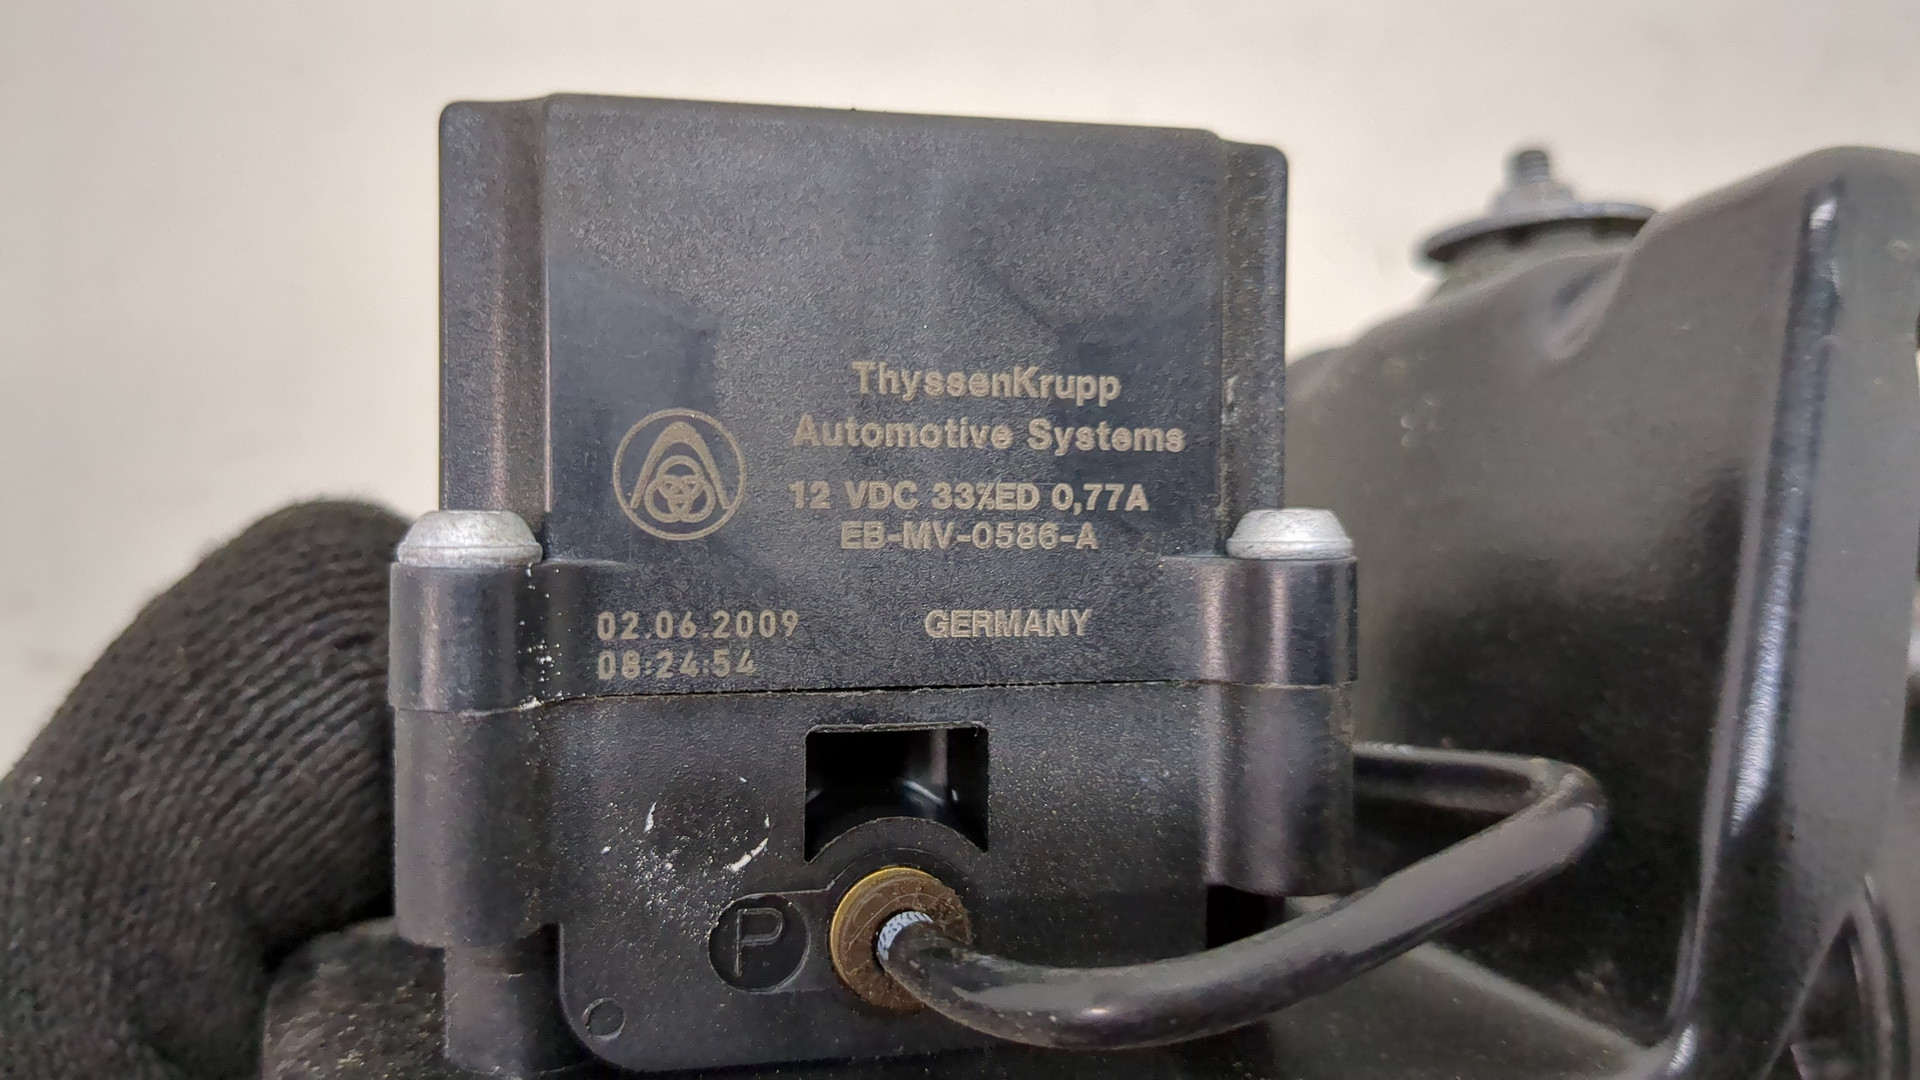 ThyssenKrupp
Automotive Systems
12 VDC 33%ED 0,77A
EB-MV-0586-A
02.06.2009 GERMANY
08:24:54
P